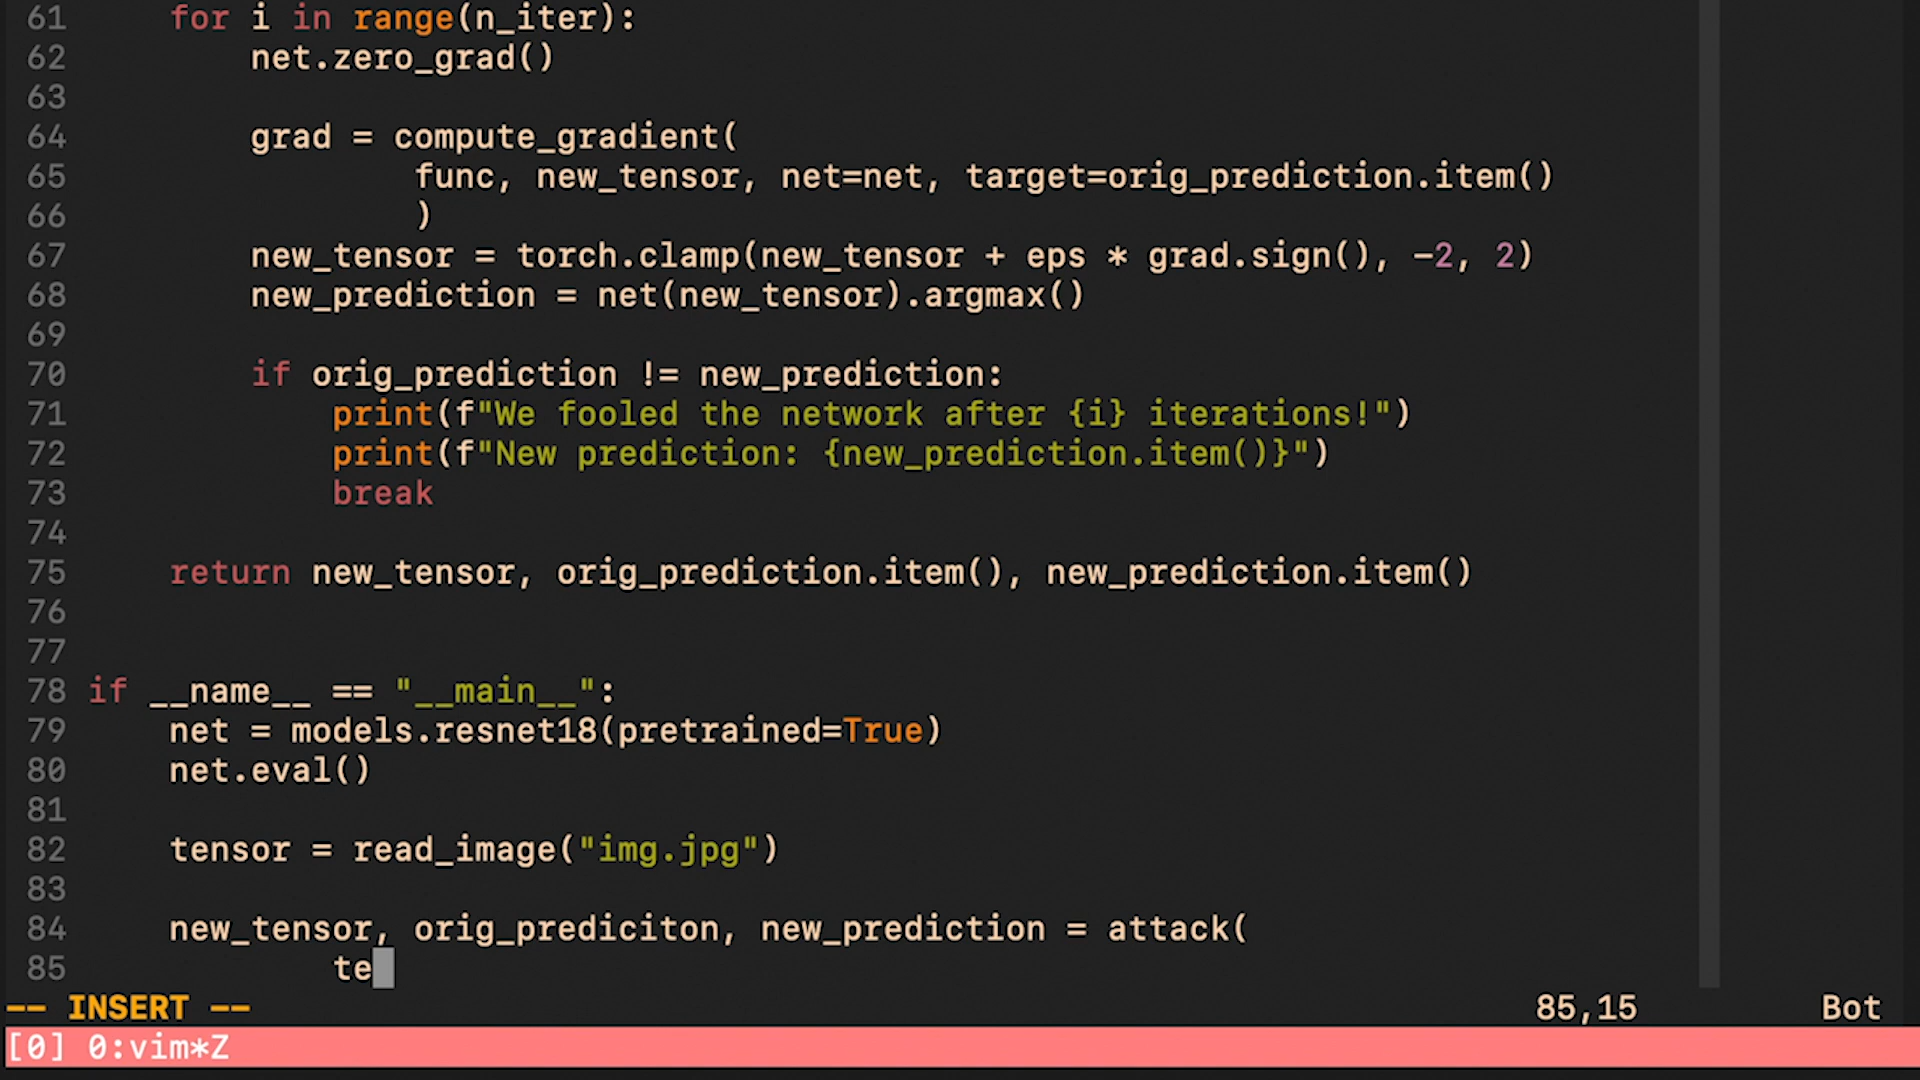 61     for i in range(n_iter):
62         net.zero_grad()
63
64         grad = compute_gradient(
65                 func, new_tensor, net=net, target=orig_prediction.item()
66                 )
67         new_tensor = torch.clamp(new_tensor + eps * grad.sign(), -2, 2)
68         new_prediction = net(new_tensor).argmax()
69
70         if orig_prediction != new_prediction:
71             print(f"We fooled the network after {i} iterations!")
72             print(f"New prediction: {new_prediction.item()}")
73             break
74
75     return new_tensor, orig_prediction.item(), new_prediction.item()
76
77
78 if __name__ == "__main__":
79     net = models.resnet18(pretrained=True)
80     net.eval()
81
82     tensor = read_image("img.jpg")
83
84     new_tensor, orig_prediciton, new_prediction = attack(
85             te
-- INSERT -- 85,15 Bot
[0] 0:vim*Z